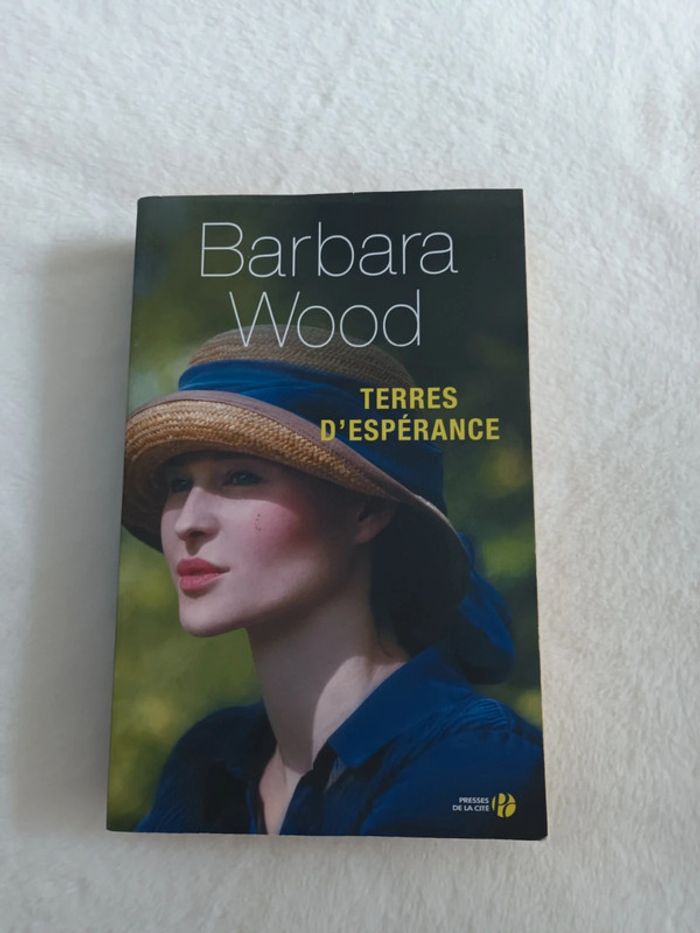 Barbara
Wood
TERRES
D'ESPÉRANCE
PRESSES
DE LA CITÉ